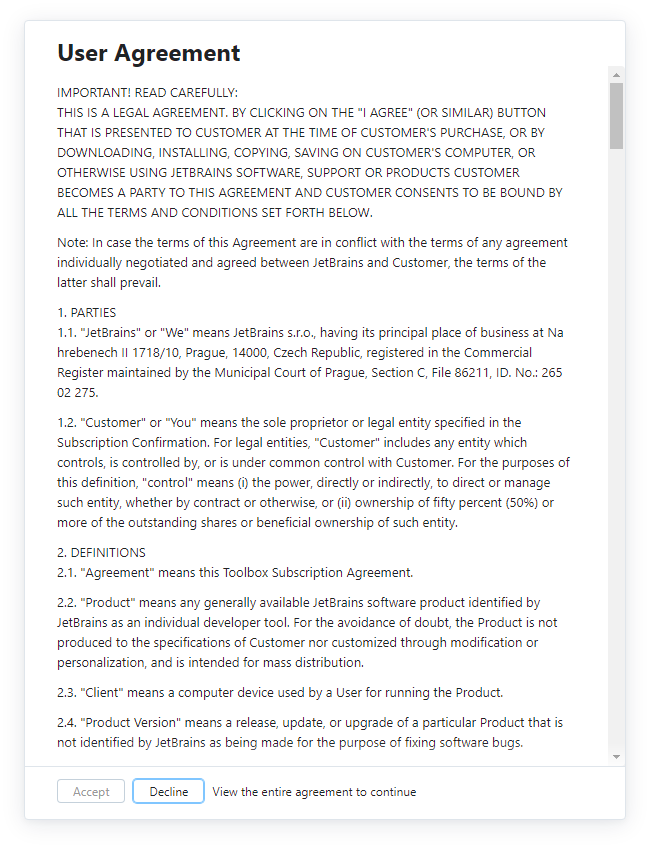 User Agreement
IMPORTANT! READ CAREFULLY:
THIS IS A LEGAL AGREEMENT. BY CLICKING ON THE "I AGREE" (OR SIMILAR) BUTTON
THAT IS PRESENTED TO CUSTOMER AT THE TIME OF CUSTOMER'S PURCHASE, OR BY
DOWNLOADING, INSTALLING, COPYING, SAVING ON CUSTOMER'S COMPUTER, OR
OTHERWISE USING JETBRAINS SOFTWARE, SUPPORT OR PRODUCTS CUSTOMER
BECOMES A PARTY TO THIS AGREEMENT AND CUSTOMER CONSENTS TO BE BOUND BY
ALL THE TERMS AND CONDITIONS SET FORTH BELOW.
Note: In case the terms of this Agreement are in conflict with the terms of any agreement
individually negotiated and agreed between JetBrains and Customer, the terms of the
latter shall prevail.
1. PARTIES
1.1. "JetBrains" or "We" means JetBrains s.r.o., having its principal place of business at Na
hrebenech II 1718/10, Prague, 14000, Czech Republic, registered in the Commercial
Register maintained by the Municipal Court of Prague, Section C, File 86211, ID. No.: 265
02 275.
1.2. "Customer" or "You" means the sole proprietor or legal entity specified in the
Subscription Confirmation. For legal entities, "Customer" includes any entity which
controls, is controlled by, or is under common control with Customer. For the purposes of
this definition, "control" means (i) the power, directly or indirectly, to direct or manage
such entity, whether by contract or otherwise, or (ii) ownership of fifty percent (50%) or
more of the outstanding shares or beneficial ownership of such entity.
2. DEFINITIONS
2.1. "Agreement" means this Toolbox Subscription Agreement.
2.2. "Product" means any generally available JetBrains software product identified by
JetBrains as an individual developer tool. For the avoidance of doubt, the Product is not
produced to the specifications of Customer nor customized through modification or
personalization, and is intended for mass distribution.
2.3. "Client" means a computer device used by a User for running the Product.
2.4. "Product Version" means a release, update, or upgrade of a particular Product that is
not identified by JetBrains as being made for the purpose of fixing software bugs.
Accept Decline View the entire agreement to continue